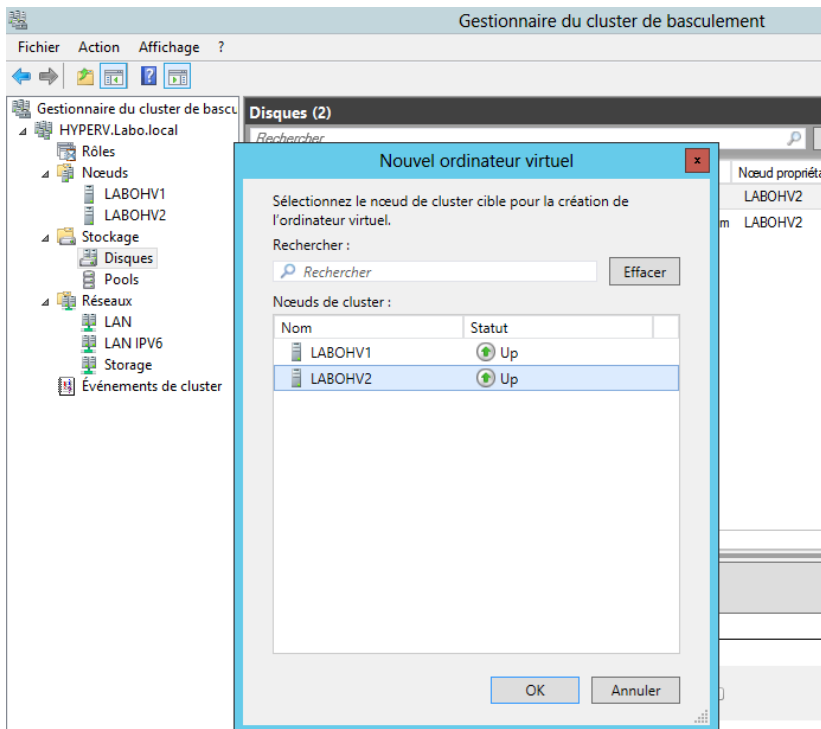 Gestionnaire du cluster de basculement
Fichier Action Affichage ?
Gestionnaire du cluster de bascu
HYPERV.Labo.local
Rôles
Nœuds
LABOHV1
LABOHV2
Stockage
Disques
Pools
Réseaux
LAN
LAN IPV6
Storage
Événements de cluster
Disques (2)
Rechercher
Nœud propriéta
LABOHV2
m LABOHV2
Nouvel ordinateur virtuel
x
Sélectionnez le nœud de cluster cible pour la création de
l'ordinateur virtuel.
Rechercher :
Rechercher
Effacer
Nœuds de cluster :
Nom Statut
LABOHV1 Up
LABOHV2 Up
OK Annuler